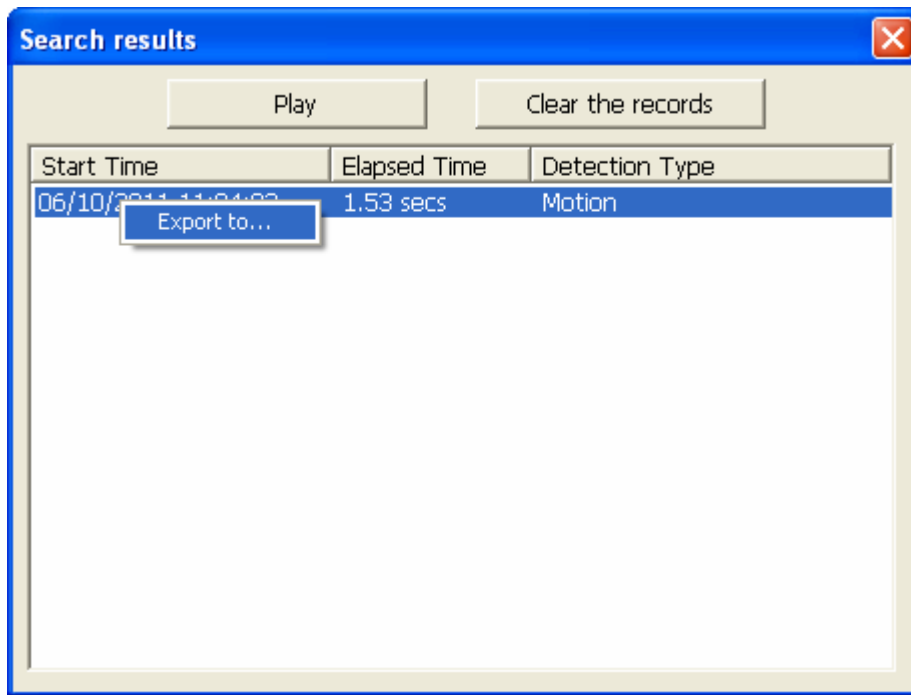 Search results
Play Clear the records
Start Time Elapsed Time Detection Type
06/10/2011 1.53 secs Motion
Export to...